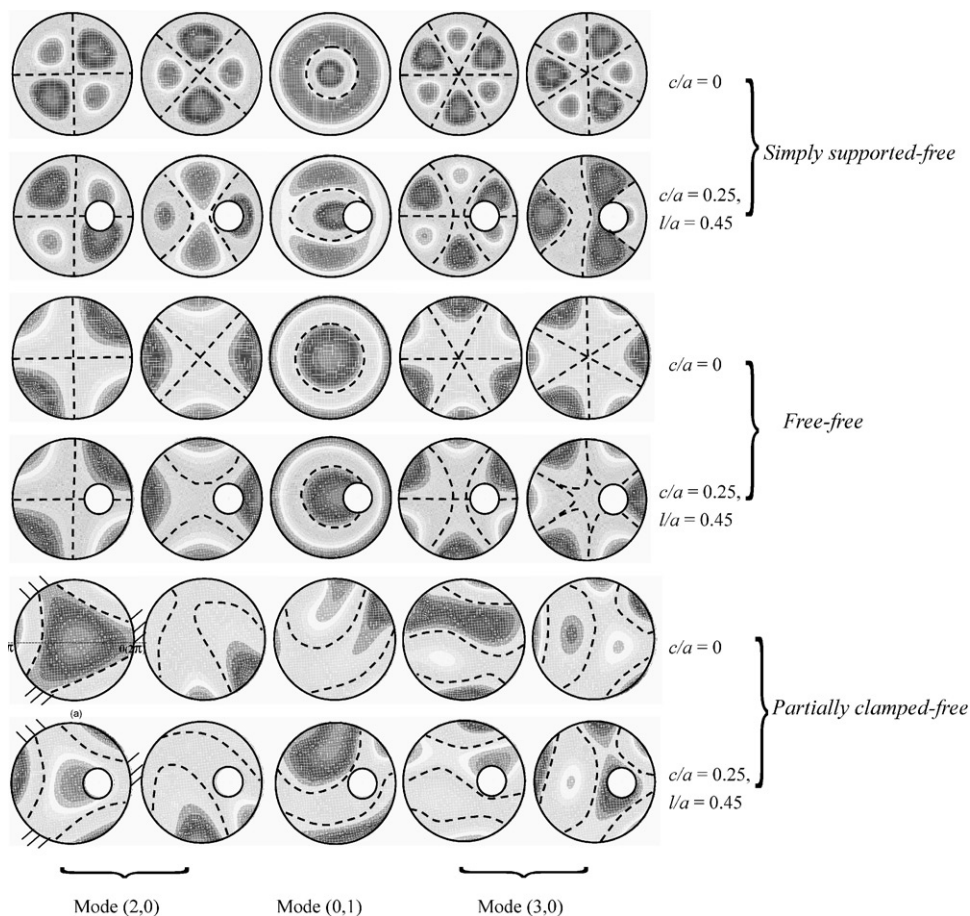 c/a = 0
Simply supported-free
c/a = 0.25,
l/a = 0.45
c/a = 0
Free-free
c/a = 0.25,
l/a = 0.45
π
0(2π)
c/a = 0
(a)
Partially clamped-free
c/a = 0.25,
l/a = 0.45
Mode (2,0)
Mode (0,1)
Mode (3,0)